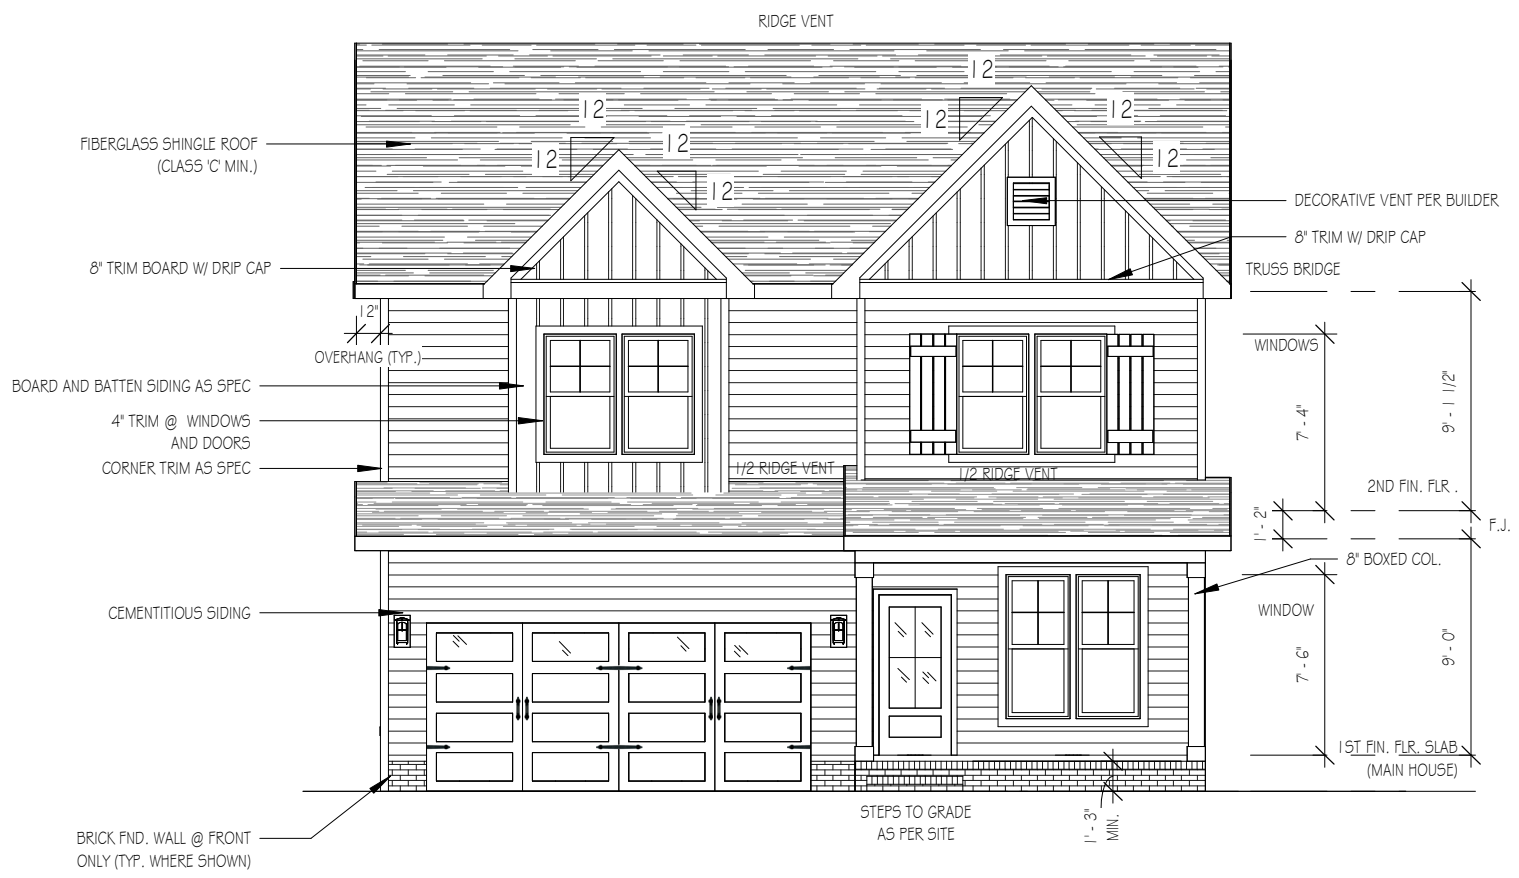 RIDGE VENT
12
12
12
12
12
12
12
12
FIBERGLASS SHINGLE ROOF
(CLASS 'C' MIN.)
DECORATIVE VENT PER BUILDER
8" TRIM W/ DRIP CAP
8" TRIM BOARD W/ DRIP CAP
TRUSS BRIDGE
12"
OVERHANG (TYP.)
WINDOWS
BOARD AND BATTEN SIDING AS SPEC
4" TRIM @ WINDOWS
AND DOORS
CORNER TRIM AS SPEC
7' - 4"
9' - 1 1/2"
1/2 RIDGE VENT
1/2 RIDGE VENT
2ND FIN. FLR .
1' - 2"
F.J.
8" BOXED COL.
CEMENTITIOUS SIDING
WINDOW
7' - 6"
9' - 0"
1ST FIN. FLR. SLAB
(MAIN HOUSE)
STEPS TO GRADE
AS PER SITE
1' - 3"
MIN.
BRICK FND. WALL @ FRONT
ONLY (TYP. WHERE SHOWN)